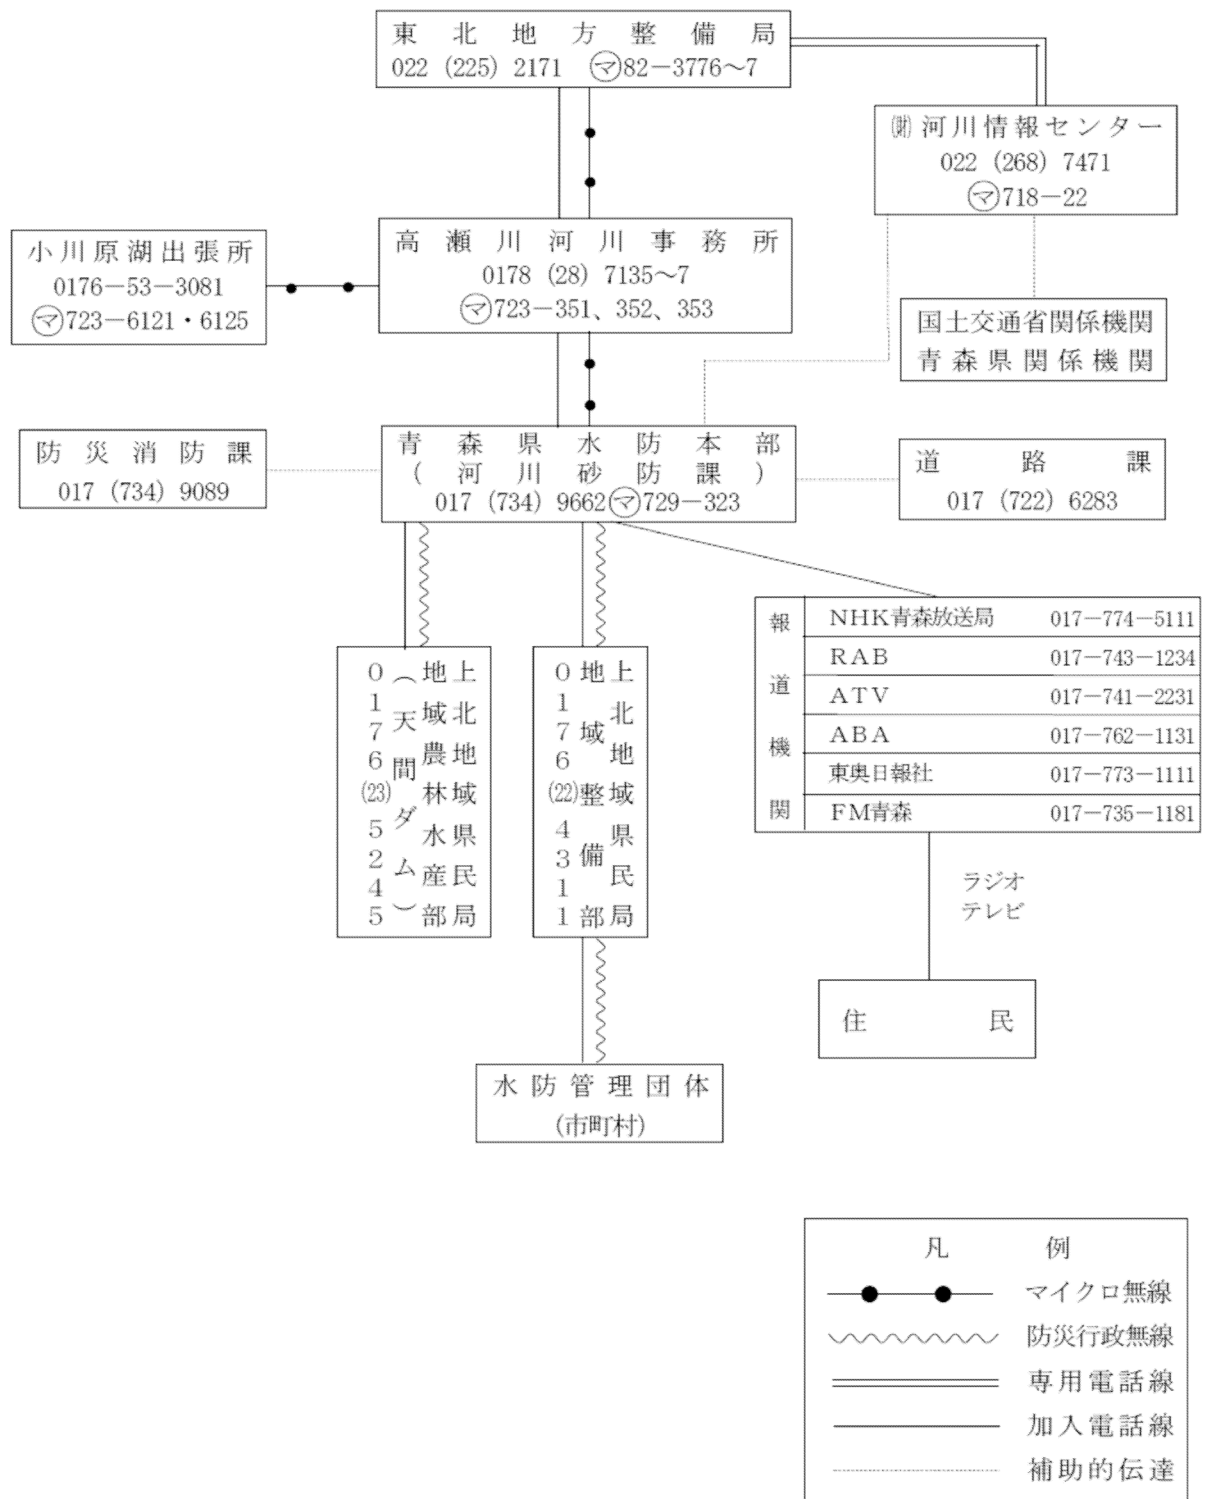 東北地方整備局
022（225）2171　㋮82－3776～7
㈶河川情報センター
022（268）7471
㋮718－22
高瀬川河川事務所
0178（28）7135～7
㋮723－351、352、353
小川原湖出張所
0176－53－3081
㋮723－6121・6125
国土交通省関係機関
青森県関係機関
青森県水防本部
（河川砂防課）
017（734）9662㋮729－323
防災消防課
017（734）9089
道路課
017（722）6283
報道機関
NHK青森放送局　017－774－5111
RAB　017－743－1234
ATV　017－741－2231
ABA　017－762－1131
東奥日報社　017－773－1111
FM青森　017－735－1181
上北地域県民局
地域農林水産部
（天間ダム）
0176(23)5245
上北地域県民局
地域整備部
0176(22)4311
ラジオ
テレビ
住民
水防管理団体
(市町村)
凡例
マイクロ無線
防災行政無線
専用電話線
加入電話線
補助的伝達